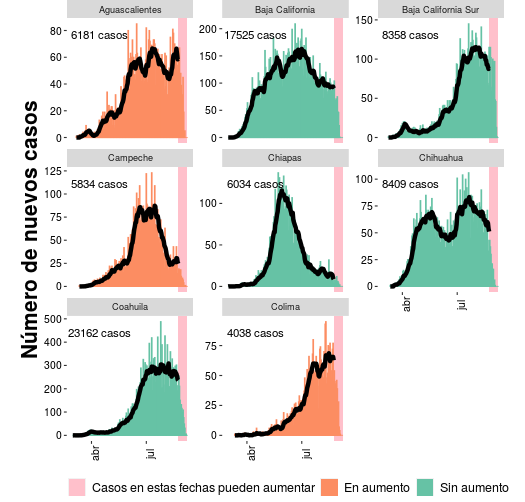 Número de nuevos casos
Aguascalientes
80
60
40
20
0
6181 casos
Baja California
200
150
100
50
0
17525 casos
Baja California Sur
150
100
50
0
8358 casos
Campeche
125
100
75
50
25
0
5834 casos
Chiapas
100
50
0
6034 casos
Chihuahua
100
75
50
25
0
8409 casos
abr
jul
Coahuila
500
400
300
200
100
0
23162 casos
abr
jul
Colima
75
50
25
0
4038 casos
abr
jul
Casos en estas fechas pueden aumentar
En aumento
Sin aumento